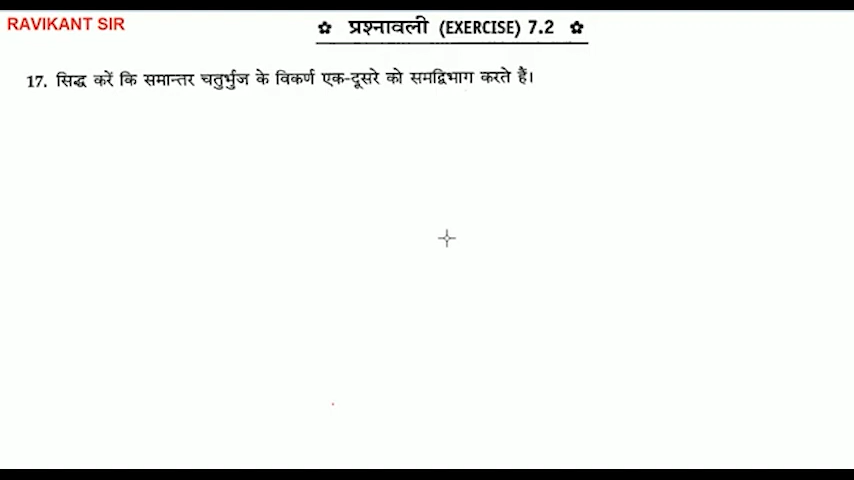 RAVIKANT SIR
✿ प्रश्नावली (EXERCISE) 7.2 ✿
17. सिद्ध करें कि समान्तर चतुर्भुज के विकर्ण एक-दूसरे को समद्विभाग करते हैं।